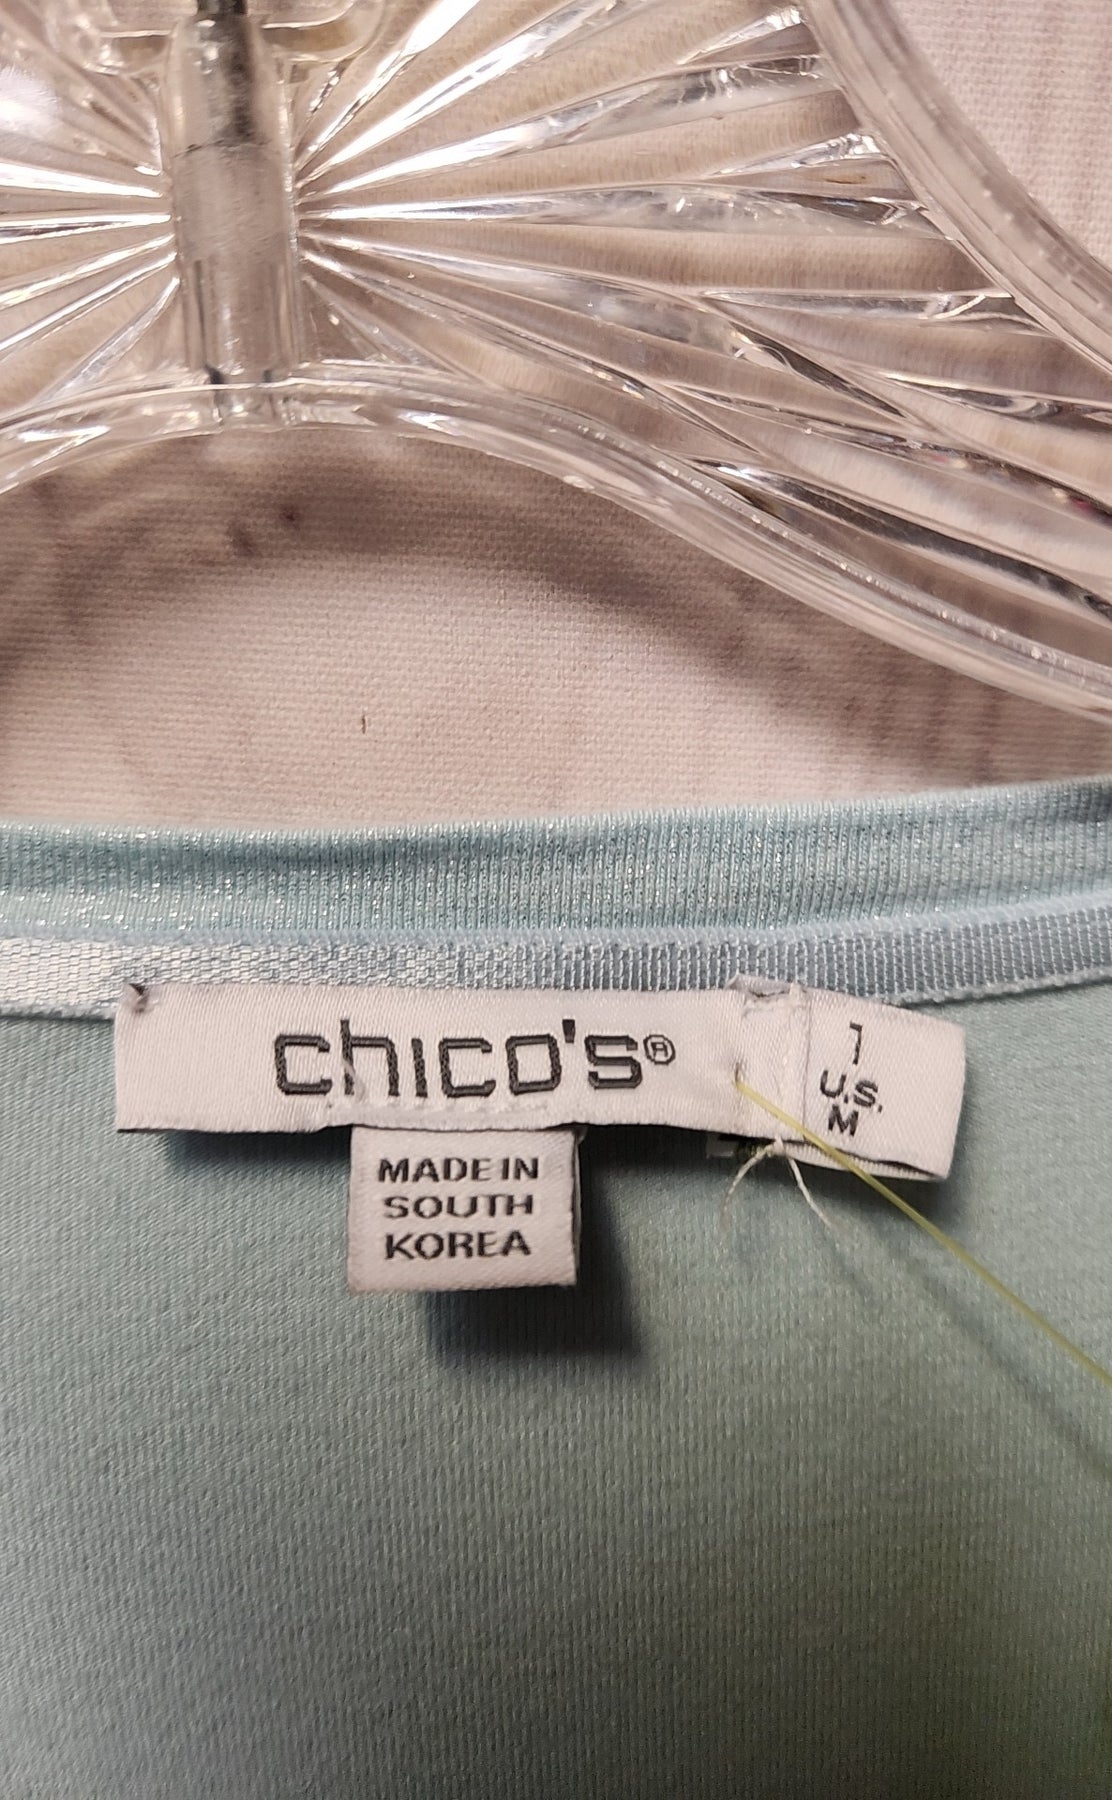 chico's®
1
U.S.
M
MADE IN
SOUTH
KOREA